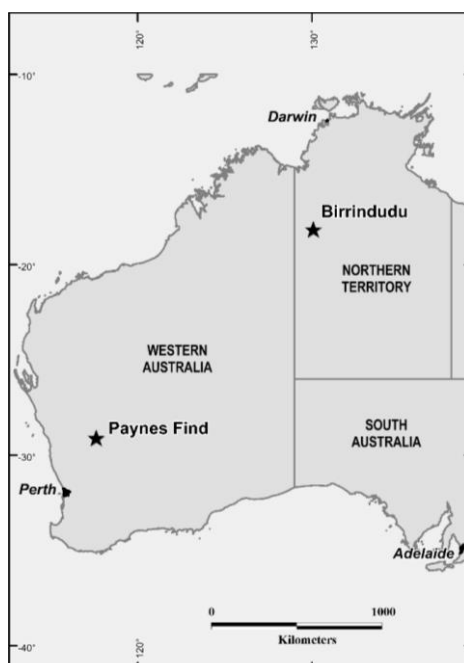 120°
130°
-10°
Darwin
Birrindudu
-20°
NORTHERN
TERRITORY
WESTERN
AUSTRALIA
Paynes Find
SOUTH
AUSTRALIA
-30°
Perth
Adelaide
0
1000
Kilometers
-40°
120°
130°